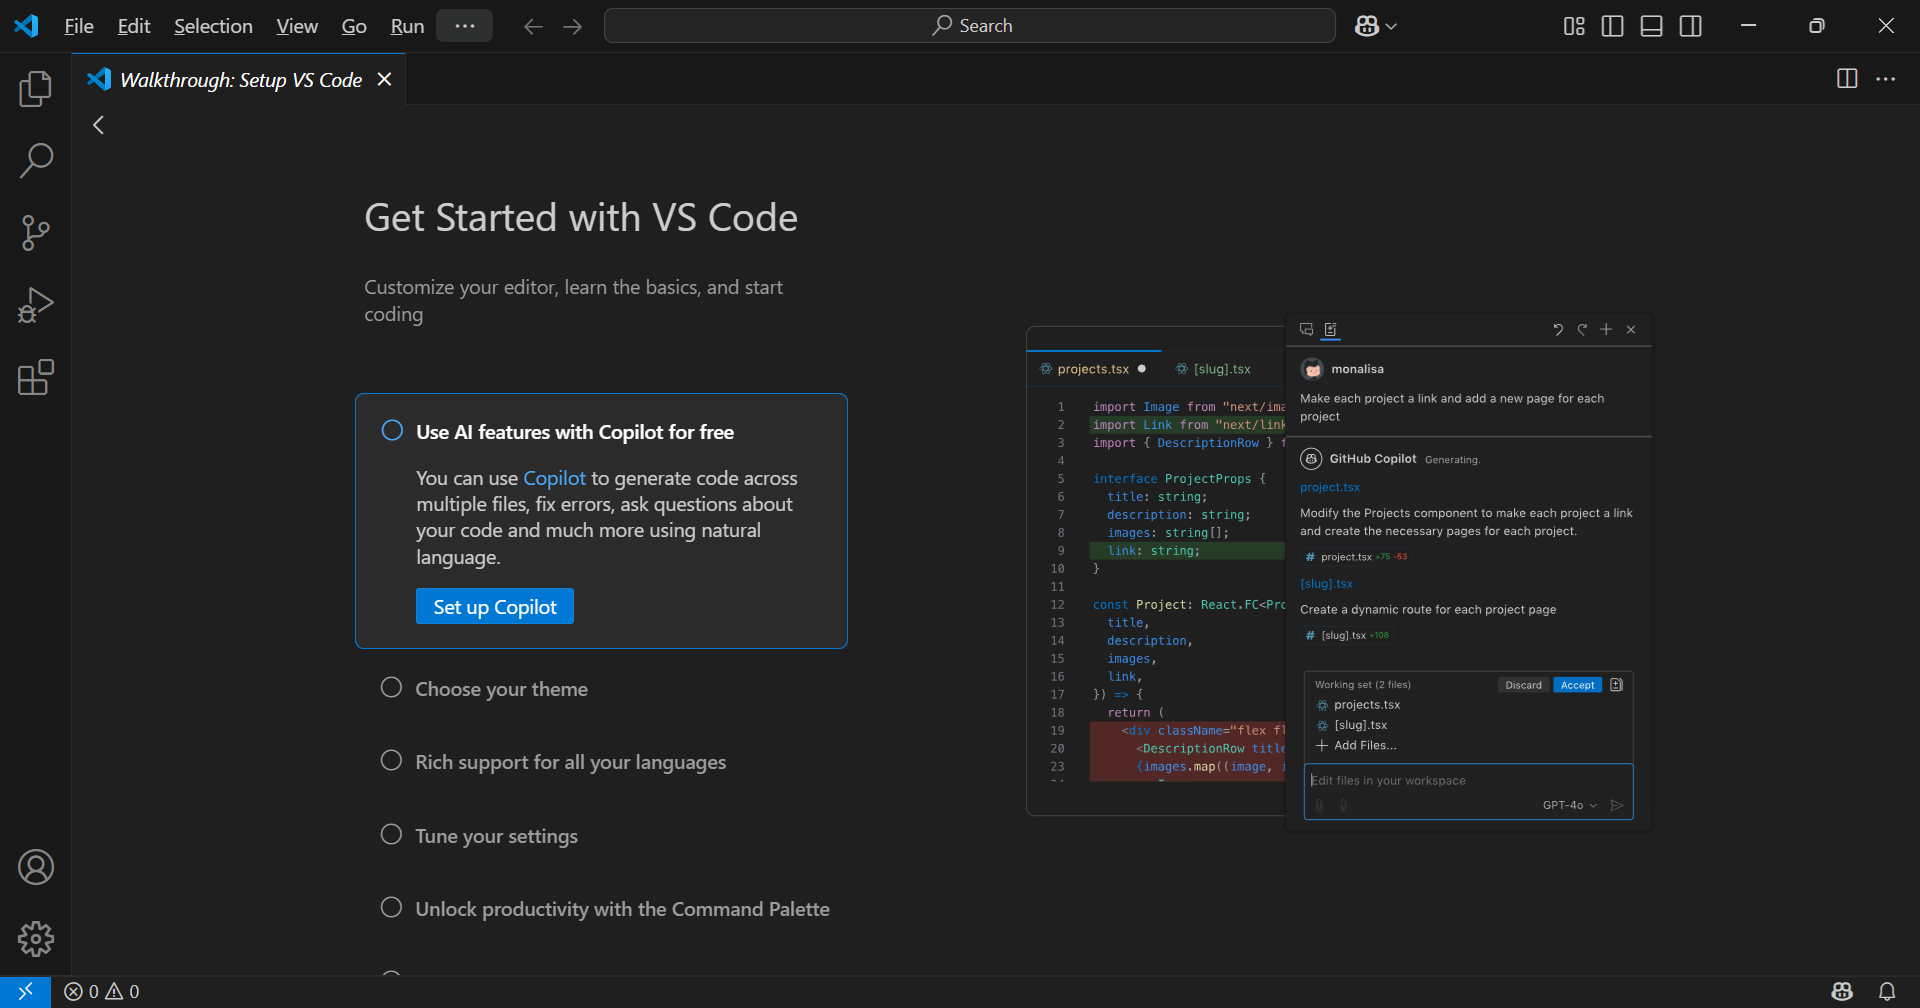 File Edit Selection View Go Run ··· Search
Walkthrough: Setup VS Code
Get Started with VS Code
Customize your editor, learn the basics, and start
coding
Use AI features with Copilot for free
You can use Copilot to generate code across
multiple files, fix errors, ask questions about
your code and much more using natural
language.
Set up Copilot
Choose your theme
Rich support for all your languages
Tune your settings
Unlock productivity with the Command Palette
projects.tsx [slug].tsx
1 import Image from "next/ima
2 import Link from "next/link
3 import { DescriptionRow } f
4
5 interface ProjectProps {
6 title: string;
7 description: string;
8 images: string[];
9 link: string;
10 }
11
12 const Project: React.FC<Pro
13 title,
14 description,
15 images,
16 link,
17 }) => {
18 return (
19 <div className="flex fl
20 <DescriptionRow title
23 {images.map((image, i
monalisa
Make each project a link and add a new page for each
project
GitHub Copilot Generating.
project.tsx
Modify the Projects component to make each project a link
and create the necessary pages for each project.
# project.tsx +75 -53
[slug].tsx
Create a dynamic route for each project page
# [slug].tsx +108
Working set (2 files) Discard Accept
projects.tsx
[slug].tsx
Add Files...
Edit files in your workspace
GPT-4o
0 0